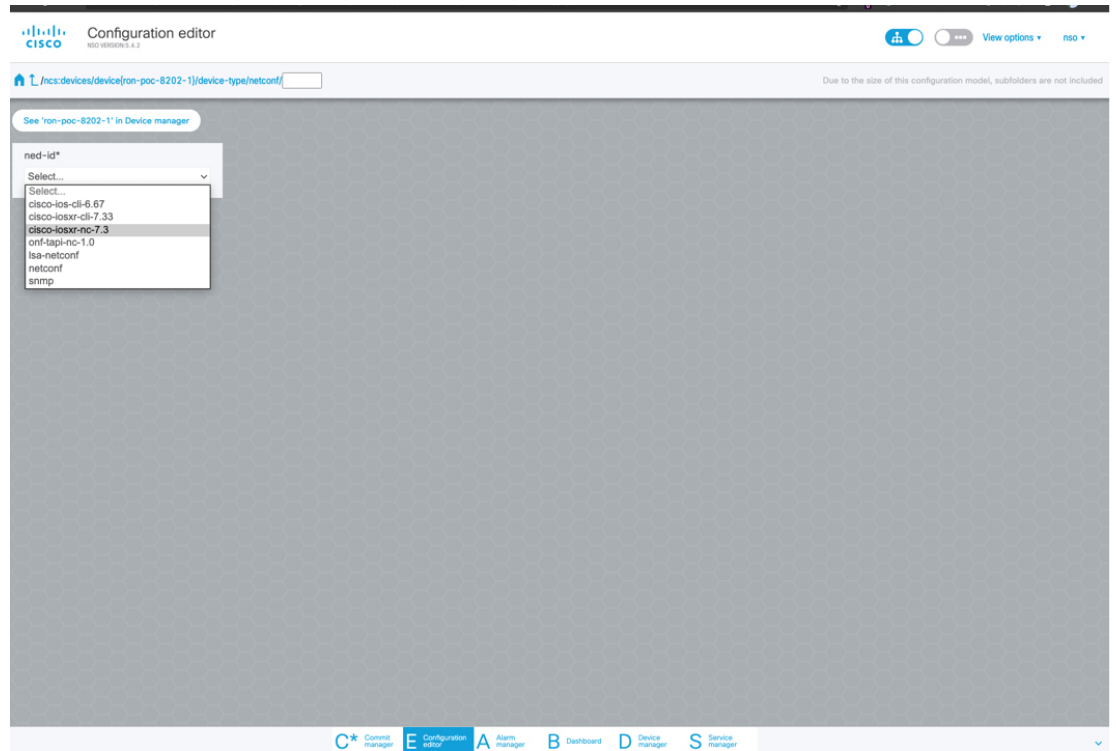 CISCO
Configuration editor
NSO VERSION: 5.4.2
View options
nso
/ncs:devices/device{ron-poc-8202-1}/device-type/netconf/
Due to the size of this configuration model, subfolders are not included
See 'ron-poc-8202-1' in Device manager
ned-id*
Select...
Select...
cisco-ios-cli-6.67
cisco-iosxr-cli-7.33
cisco-iosxr-nc-7.3
onf-tapi-nc-1.0
lsa-netconf
netconf
snmp
C* Commit manager
E Configuration editor
A Alarm manager
B Dashboard
D Device manager
S Service manager